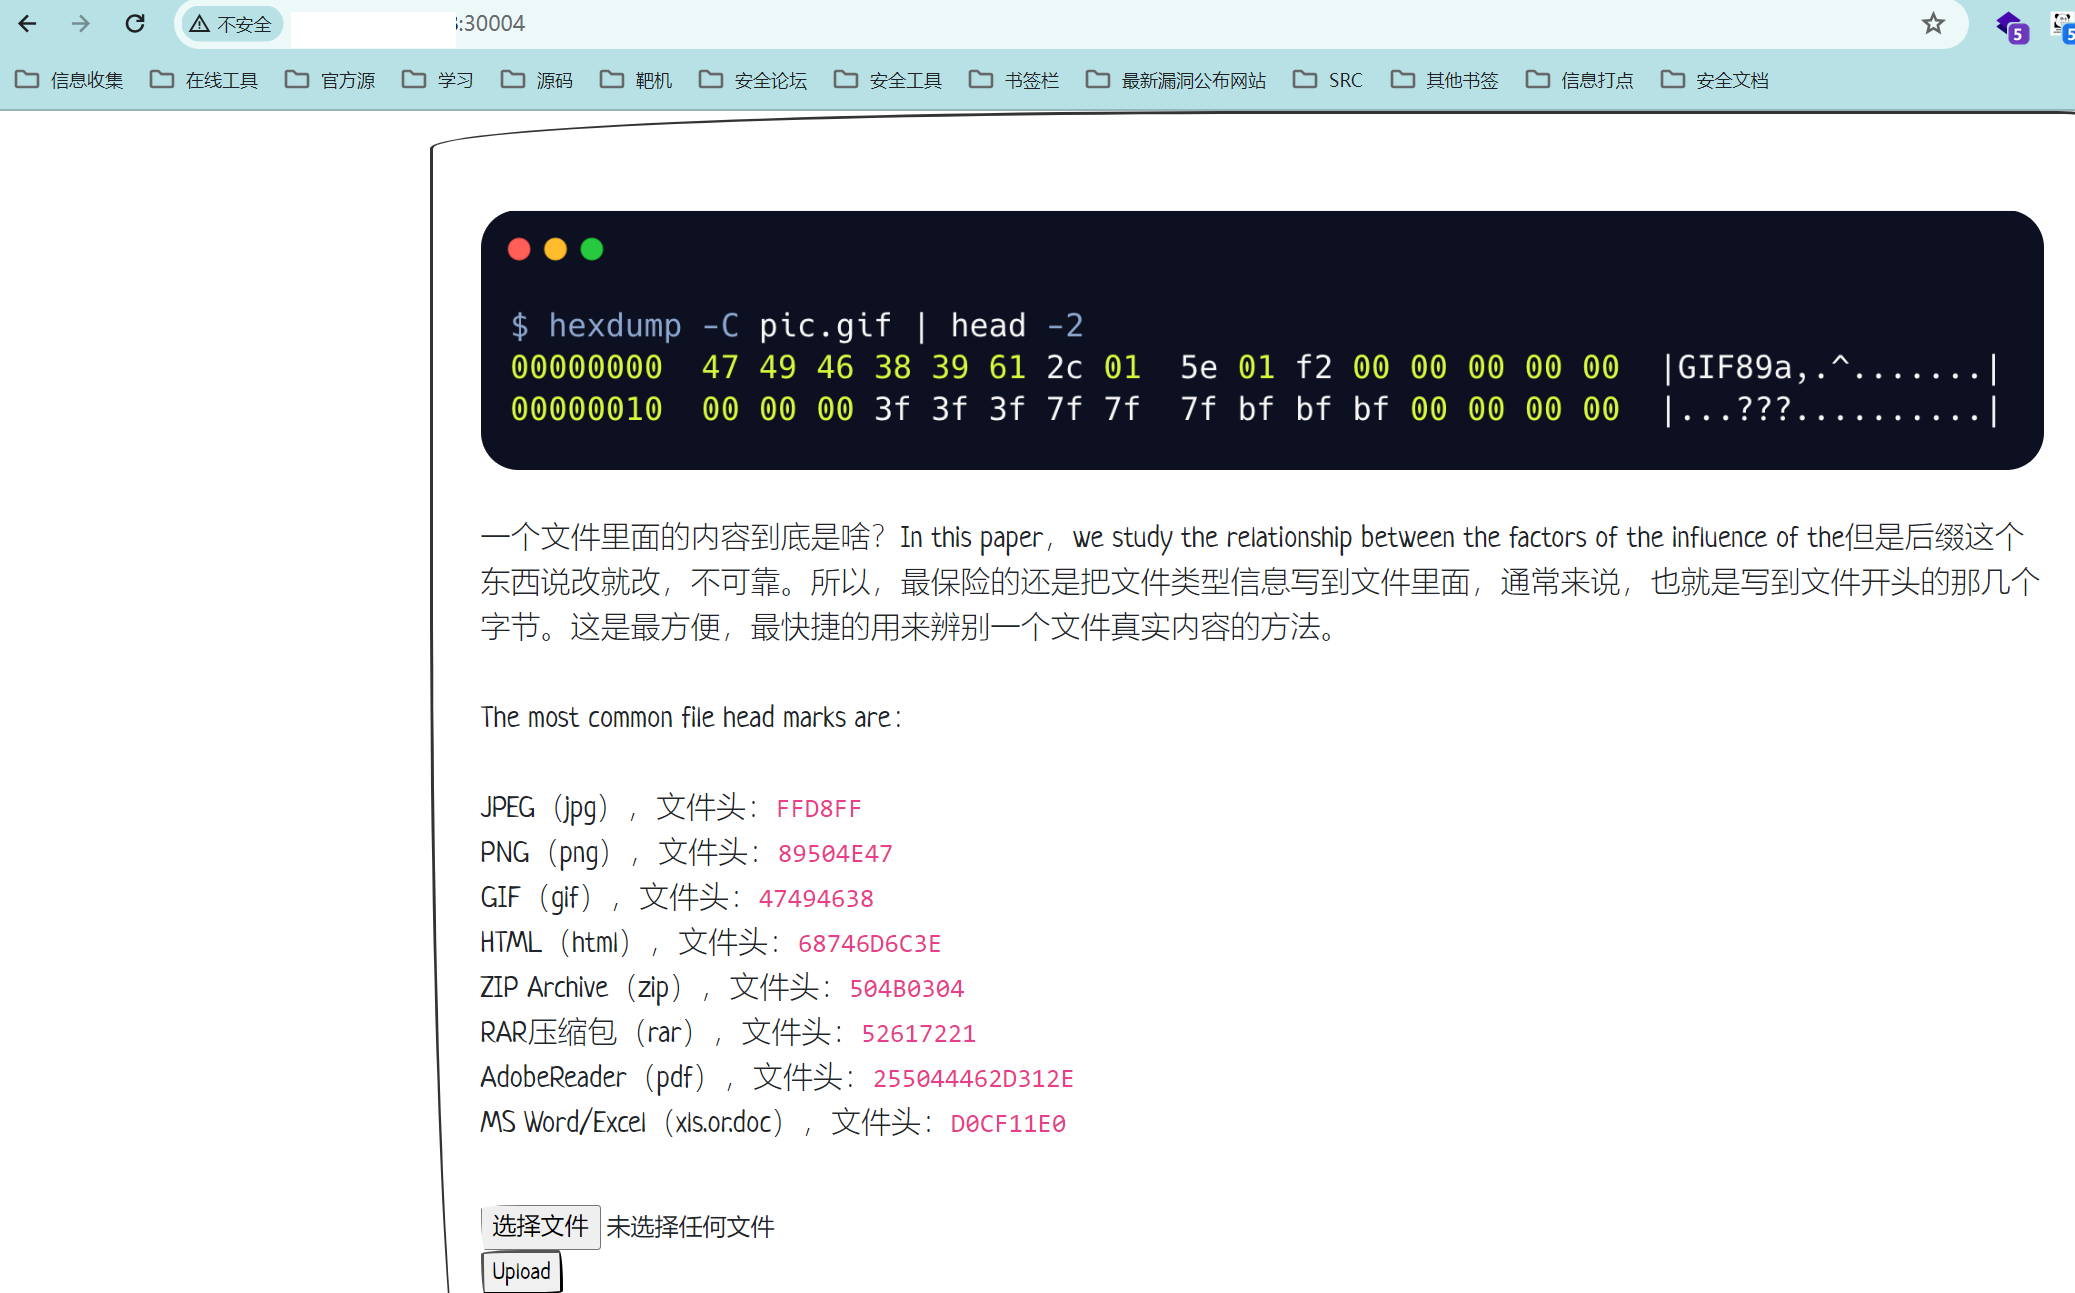 不安全
:30004
5
5
信息收集 在线工具 官方源 学习 源码 靶机 安全论坛 安全工具 书签栏 最新漏洞公布网站 SRC 其他书签 信息打点 安全文档
$ hexdump -C pic.gif | head -2
00000000 47 49 46 38 39 61 2c 01 5e 01 f2 00 00 00 00 00 |GIF89a,.^.......|
00000010 00 00 00 3f 3f 3f 7f 7f 7f bf bf bf 00 00 00 00 |...???..........|
一个文件里面的内容到底是啥？In this paper，we study the relationship between the factors of the influence of the但是后缀这个
东西说改就改，不可靠。所以，最保险的还是把文件类型信息写到文件里面，通常来说，也就是写到文件开头的那几个
字节。这是最方便，最快捷的用来辨别一个文件真实内容的方法。
The most common file head marks are：
JPEG（jpg），文件头：FFD8FF
PNG（png），文件头：89504E47
GIF（gif），文件头：47494638
HTML（html），文件头：68746D6C3E
ZIP Archive（zip），文件头：504B0304
RAR压缩包（rar），文件头：52617221
AdobeReader（pdf），文件头：255044462D312E
MS Word/Excel（xls.or.doc），文件头：D0CF11E0
选择文件 未选择任何文件
Upload